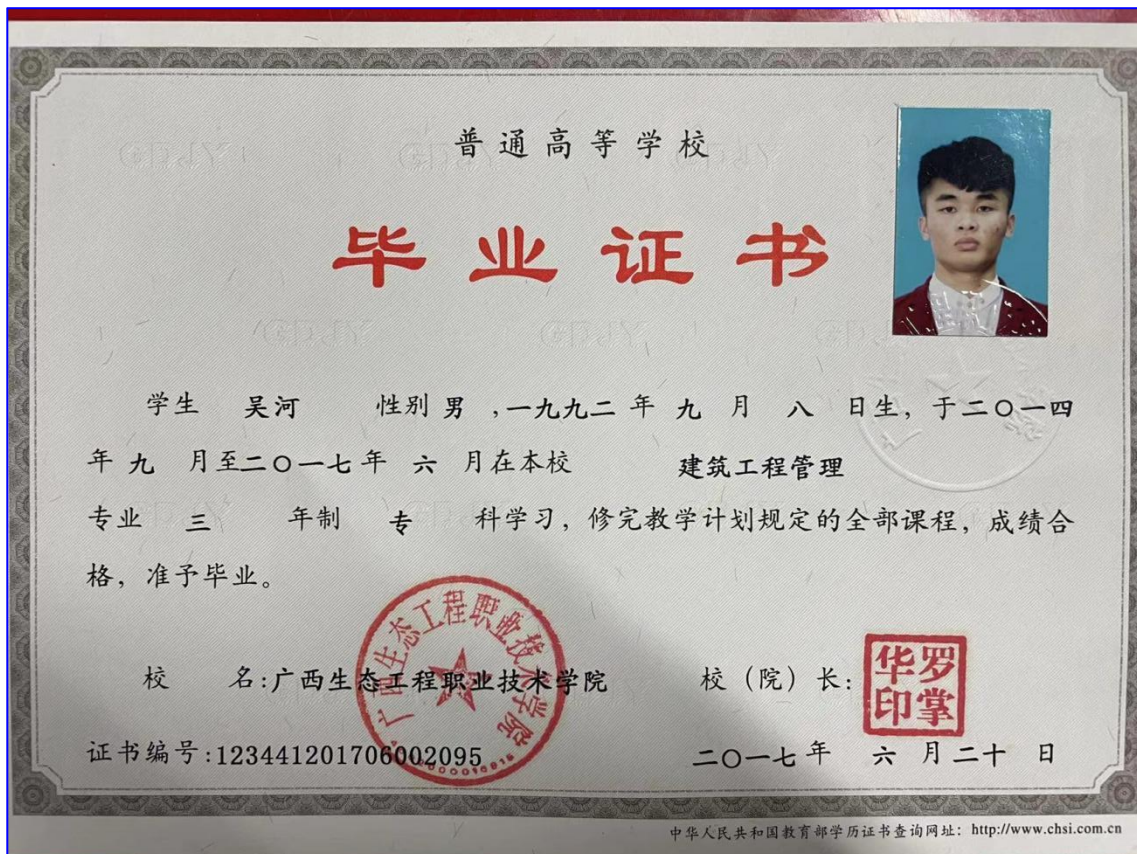 普通高等学校
毕业证书
学生 吴河 性别 男 ,一九九二 年 九 月 八 日生，于二〇一四
年 九 月至二〇一七年 六 月在本校 建筑工程管理
专业 三 年制 专 科学习，修完教学计划规定的全部课程，成绩合
格，准予毕业。
广西生态工程职业技术学院
校 名:广西生态工程职业技术学院 校（院）长:
罗掌
华印
证书编号:123441201706002095 二〇一七年 六 月二十 日
中华人民共和国教育部学历证书查询网址：http://www.chsi.com.cn